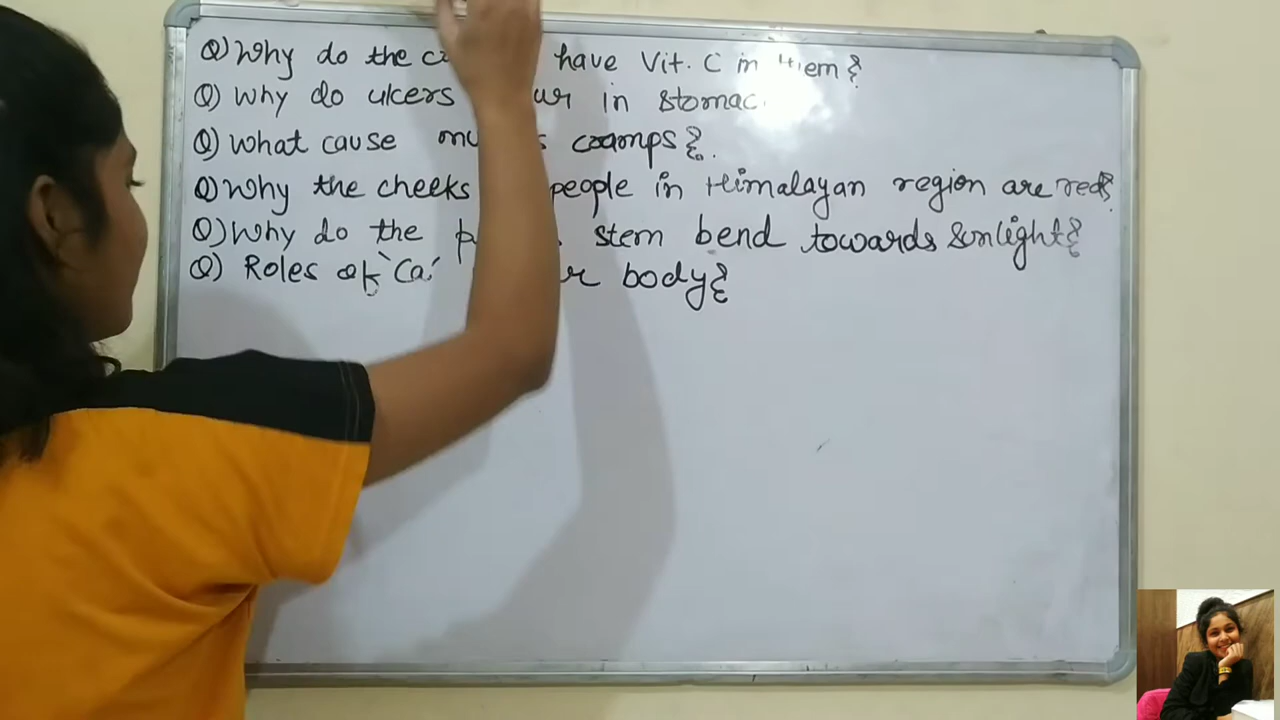 Q) Why do the have Vit. C in them?
Q) Why do ulcers in stomac
Q) What cause cramps?
Q) Why the cheeks people in Himalayan region are red?
Q) Why do the stem bend towards sunlight?
Q) Roles of 'Ca' body?